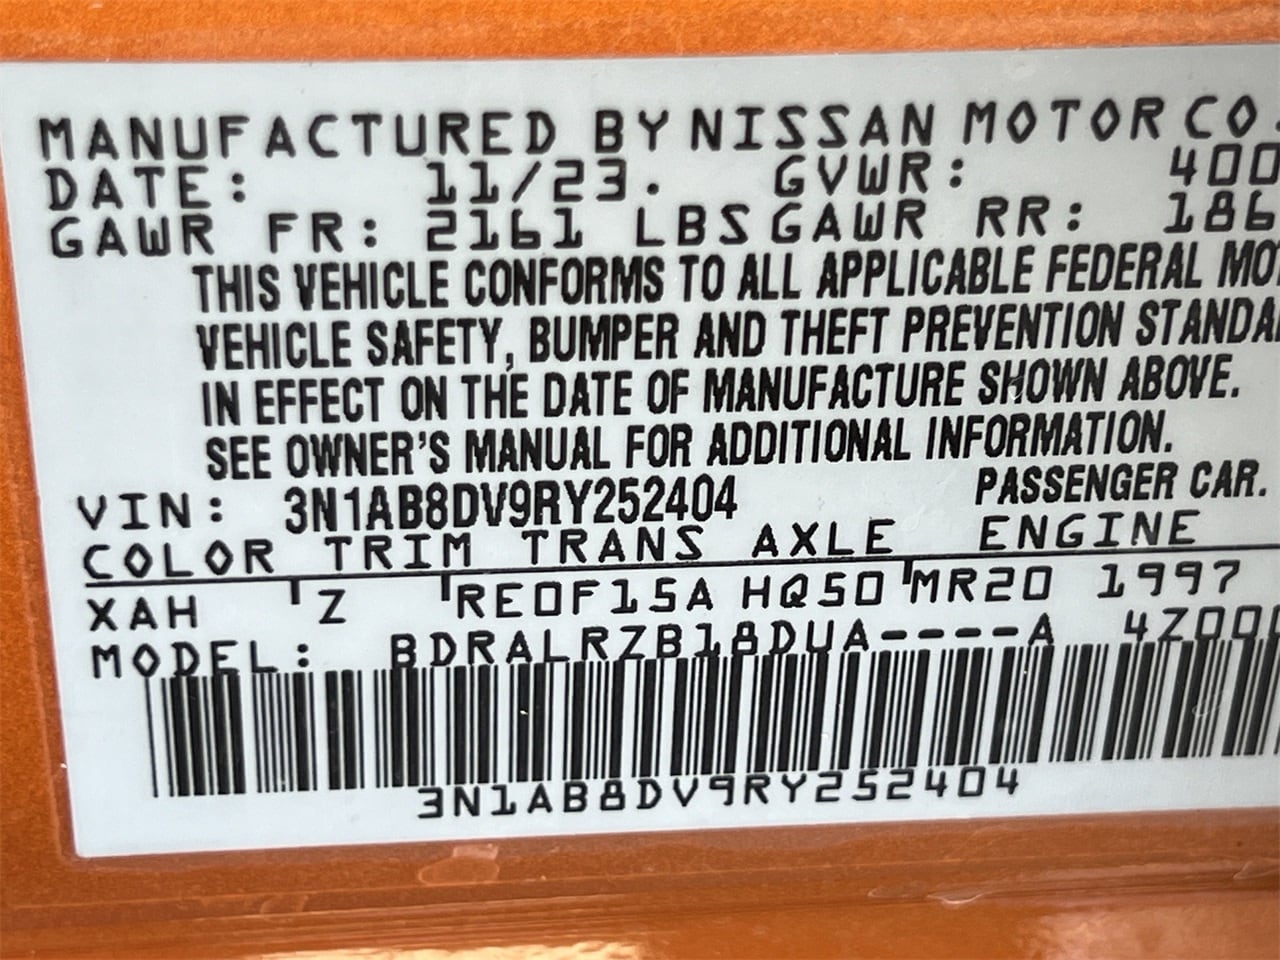 MANUFACTURED BY NISSAN MOTOR CO.
DATE: 11/23. GVWR: 400
GAWR FR: 2161 LBS GAWR RR: 186
THIS VEHICLE CONFORMS TO ALL APPLICABLE FEDERAL MO
VEHICLE SAFETY, BUMPER AND THEFT PREVENTION STANDA
IN EFFECT ON THE DATE OF MANUFACTURE SHOWN ABOVE.
SEE OWNER'S MANUAL FOR ADDITIONAL INFORMATION.
VIN: 3N1AB8DV9RY252404 PASSENGER CAR.
COLOR TRIM TRANS AXLE ENGINE
XAH Z RE0F15A HQ50 MR20 1997
MODEL: BDRALRZB18DUA----A 4Z000
3N1AB8DV9RY252404